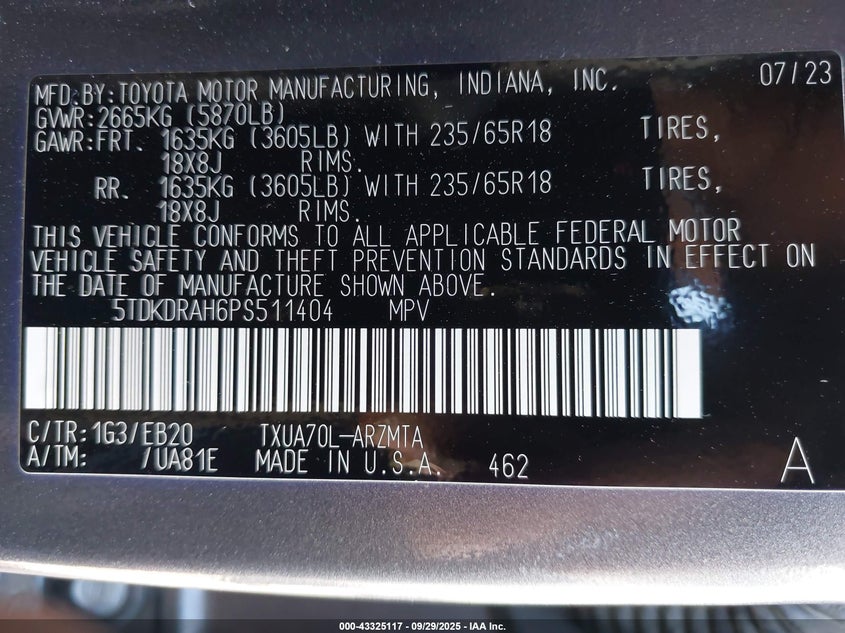 MFD.BY:TOYOTA MOTOR MANUFACTURING, INDIANA, INC. 07/23
GVWR:2665KG (5870LB)
GAWR:FRT. 1635KG (3605LB) WITH 235/65R18 TIRES,
18X8J RIMS.
RR. 1635KG (3605LB) WITH 235/65R18 TIRES,
18X8J RIMS.
THIS VEHICLE CONFORMS TO ALL APPLICABLE FEDERAL MOTOR
VEHICLE SAFETY AND THEFT PREVENTION STANDARDS IN EFFECT ON
THE DATE OF MANUFACTURE SHOWN ABOVE.
5TDKDRAH6PS511404 MPV
C/TR:1G3/EB20 TXUA70L-ARZMTA
A/TM: /UA81E MADE IN U.S.A. 462 A
000-43325117 - 09/29/2025 - IAA Inc.